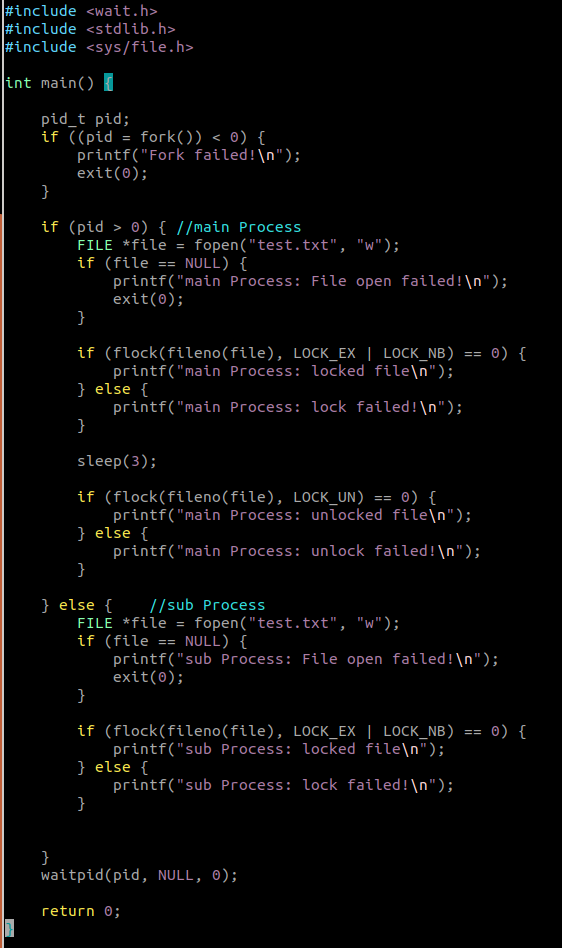 #include <wait.h>
#include <stdlib.h>
#include <sys/file.h>

int main() {

    pid_t pid;
    if ((pid = fork()) < 0) {
        printf("Fork failed!\n");
        exit(0);
    }

    if (pid > 0) { //main Process
        FILE *file = fopen("test.txt", "w");
        if (file == NULL) {
            printf("main Process: File open failed!\n");
            exit(0);
        }

        if (flock(fileno(file), LOCK_EX | LOCK_NB) == 0) {
            printf("main Process: locked file\n");
        } else {
            printf("main Process: lock failed!\n");
        }

        sleep(3);

        if (flock(fileno(file), LOCK_UN) == 0) {
            printf("main Process: unlocked file\n");
        } else {
            printf("main Process: unlock failed!\n");
        }

    } else {    //sub Process
        FILE *file = fopen("test.txt", "w");
        if (file == NULL) {
            printf("sub Process: File open failed!\n");
            exit(0);
        }

        if (flock(fileno(file), LOCK_EX | LOCK_NB) == 0) {
            printf("sub Process: locked file\n");
        } else {
            printf("sub Process: lock failed!\n");
        }


    }
    waitpid(pid, NULL, 0);

    return 0;
}